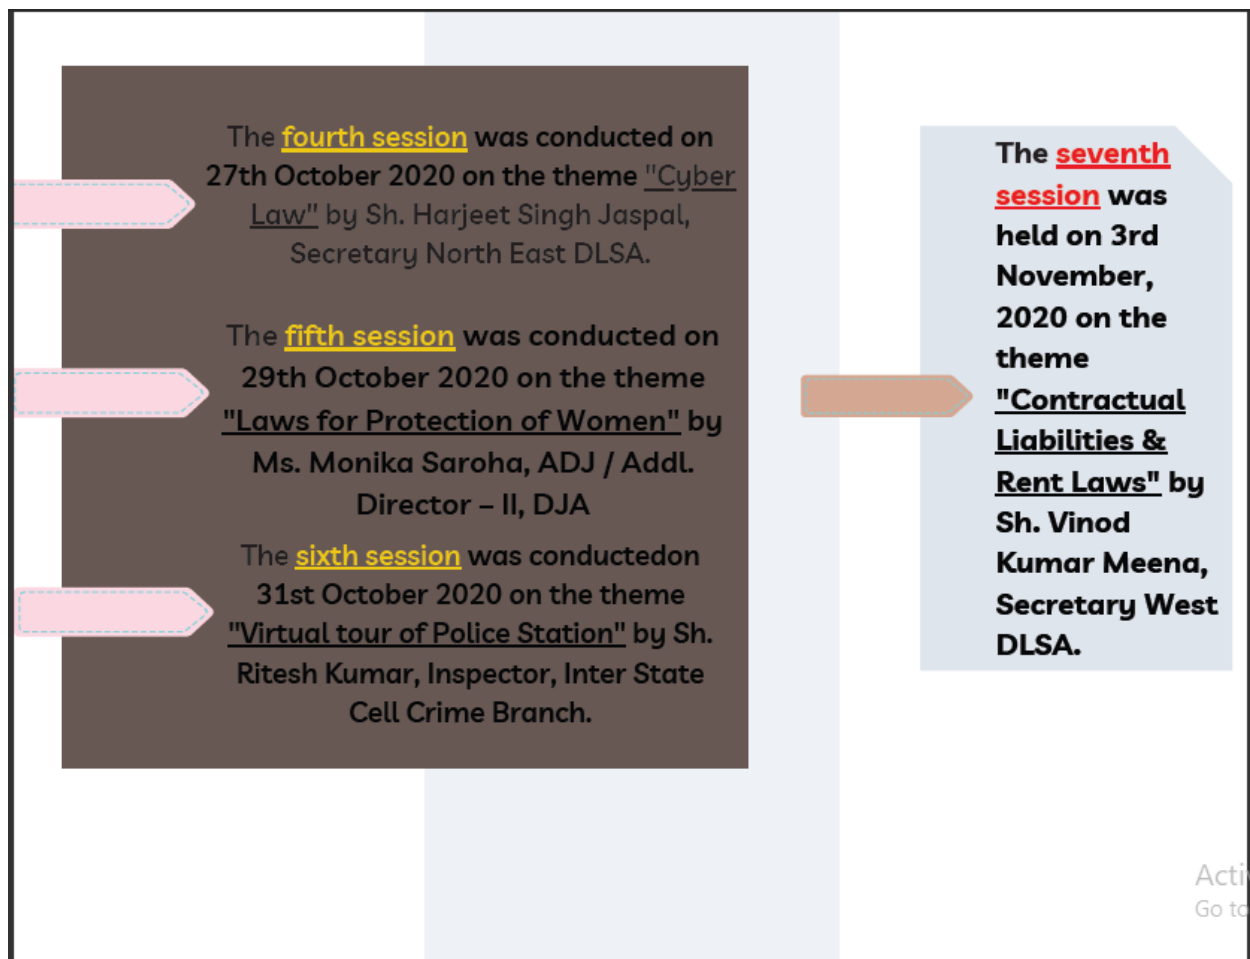 The fourth session was conducted on
27th October 2020 on the theme "Cyber
Law" by Sh. Harjeet Singh Jaspal,
Secretary North East DLSA.
The fifth session was conducted on
29th October 2020 on the theme
"Laws for Protection of Women" by
Ms. Monika Saroha, ADJ / Addl.
Director – II, DJA
The sixth session was conductedon
31st October 2020 on the theme
"Virtual tour of Police Station" by Sh.
Ritesh Kumar, Inspector, Inter State
Cell Crime Branch.
The seventh
session was
held on 3rd
November,
2020 on the
theme
"Contractual
Liabilities &
Rent Laws" by
Sh. Vinod
Kumar Meena,
Secretary West
DLSA.
Go to